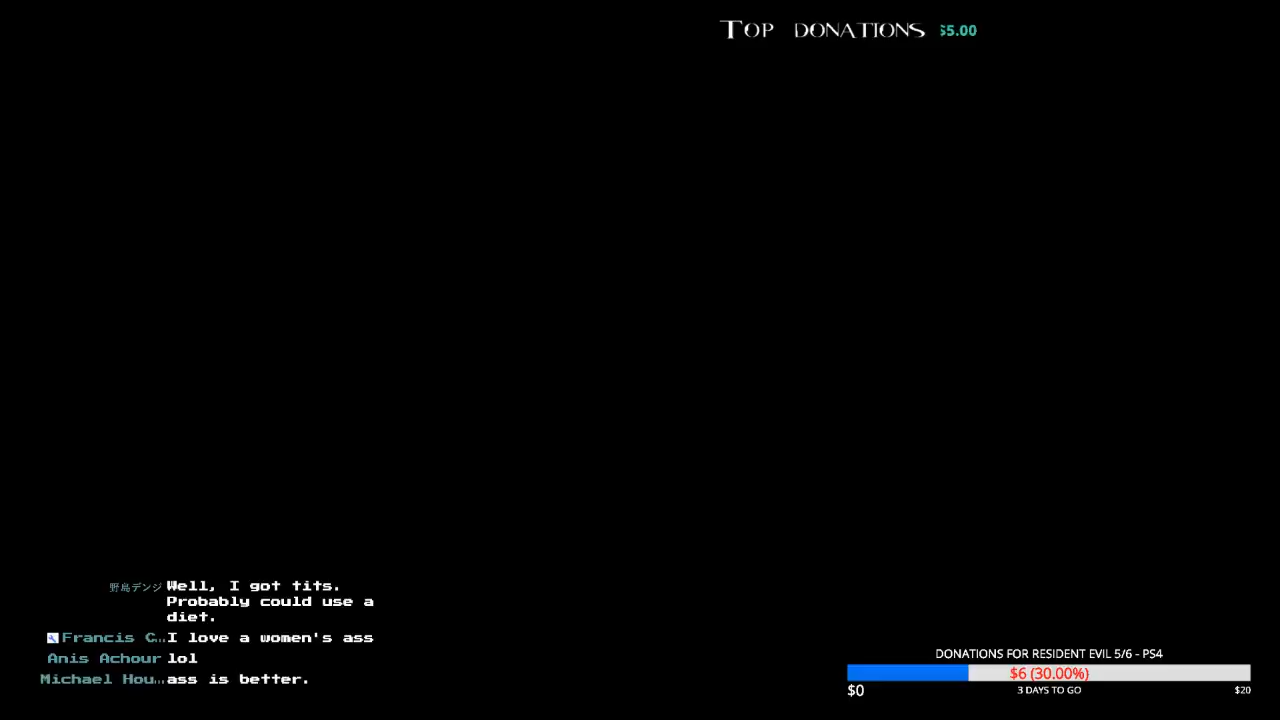 TOP DONATIONS $5.00
野島デンジ Well, I got tits.
Probably could use a
diet.
Francis C… I love a women's ass
Anis Achour lol
Michael Hou… ass is better.
DONATIONS FOR RESIDENT EVIL 5/6 - PS4
$6 (30.00%)
$0 3 DAYS TO GO $20